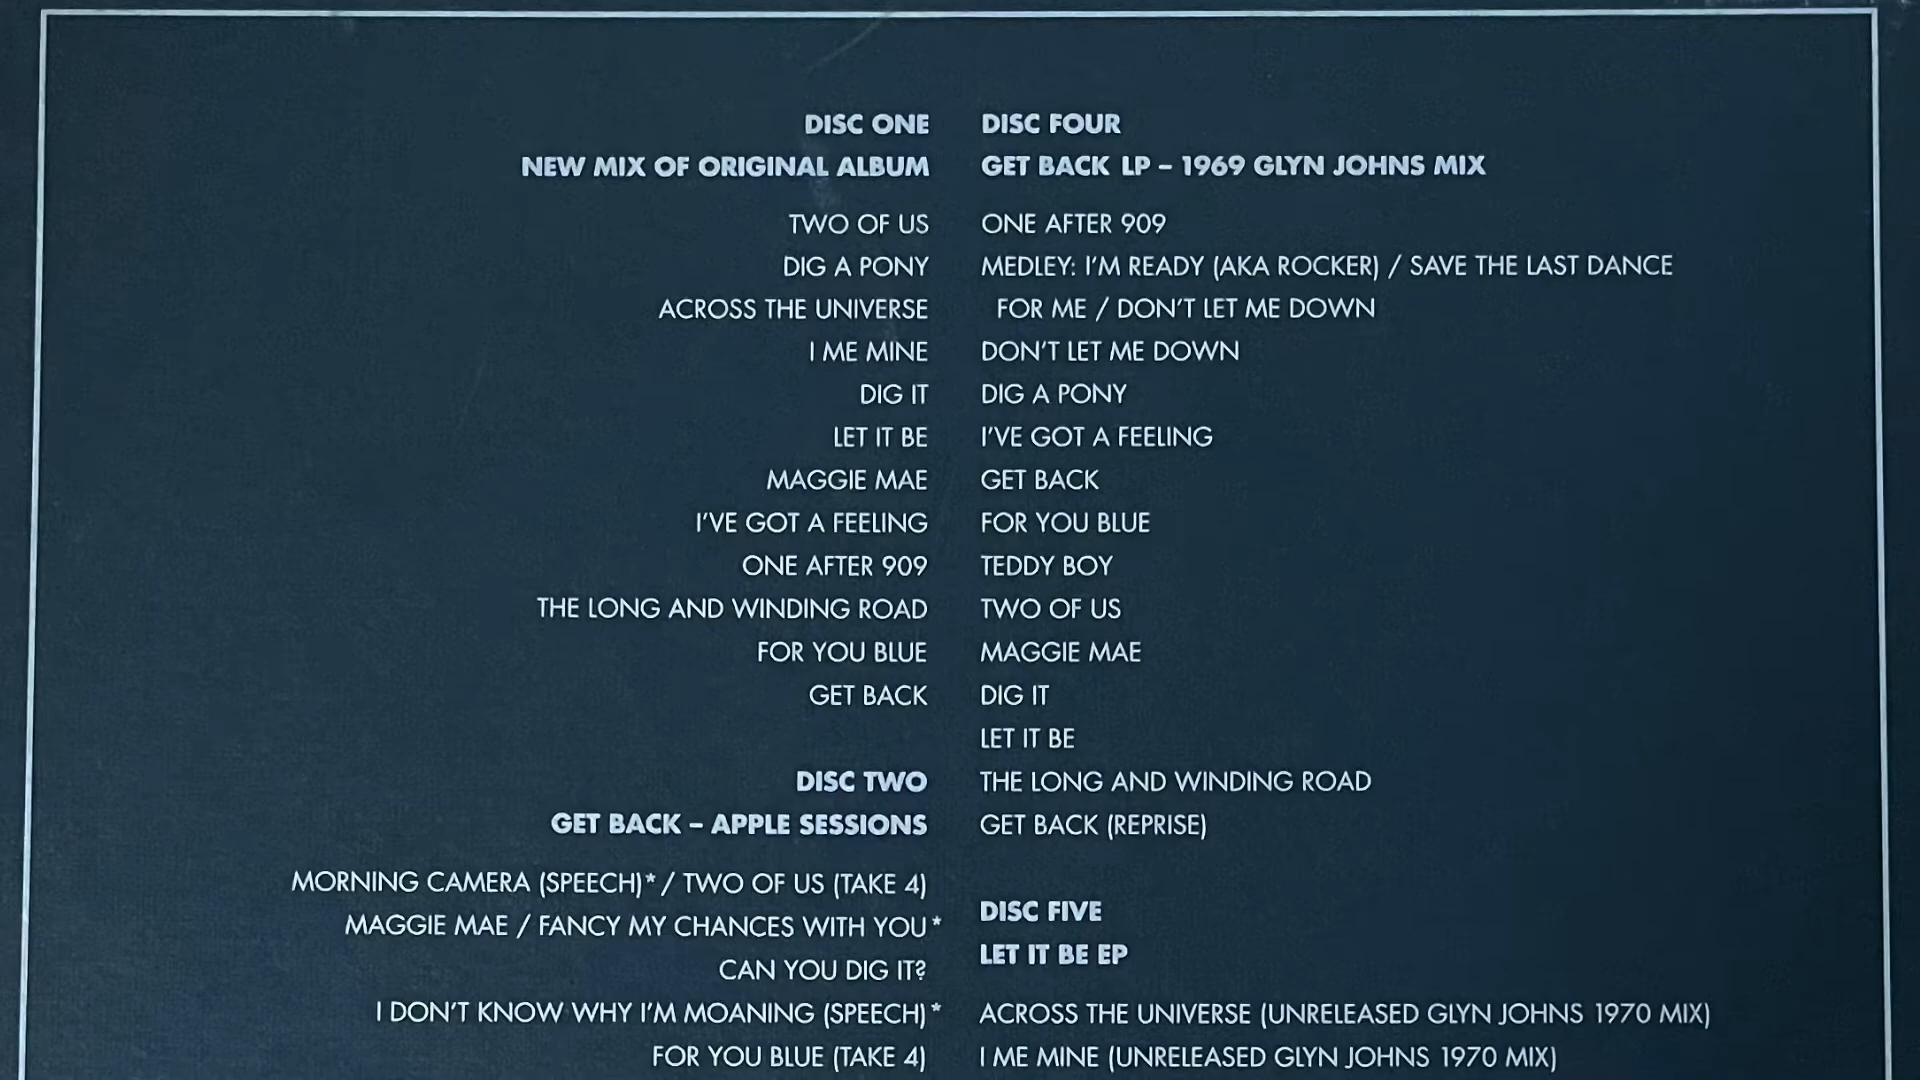 DISC ONE
NEW MIX OF ORIGINAL ALBUM
TWO OF US
DIG A PONY
ACROSS THE UNIVERSE
I ME MINE
DIG IT
LET IT BE
MAGGIE MAE
I'VE GOT A FEELING
ONE AFTER 909
THE LONG AND WINDING ROAD
FOR YOU BLUE
GET BACK
DISC TWO
GET BACK – APPLE SESSIONS
MORNING CAMERA (SPEECH)* / TWO OF US (TAKE 4)
MAGGIE MAE / FANCY MY CHANCES WITH YOU*
CAN YOU DIG IT?
I DON'T KNOW WHY I'M MOANING (SPEECH)*
FOR YOU BLUE (TAKE 4)
DISC FOUR
GET BACK LP – 1969 GLYN JOHNS MIX
ONE AFTER 909
MEDLEY: I'M READY (AKA ROCKER) / SAVE THE LAST DANCE
FOR ME / DON'T LET ME DOWN
DON'T LET ME DOWN
DIG A PONY
I'VE GOT A FEELING
GET BACK
FOR YOU BLUE
TEDDY BOY
TWO OF US
MAGGIE MAE
DIG IT
LET IT BE
THE LONG AND WINDING ROAD
GET BACK (REPRISE)
DISC FIVE
LET IT BE EP
ACROSS THE UNIVERSE (UNRELEASED GLYN JOHNS 1970 MIX)
I ME MINE (UNRELEASED GLYN JOHNS 1970 MIX)